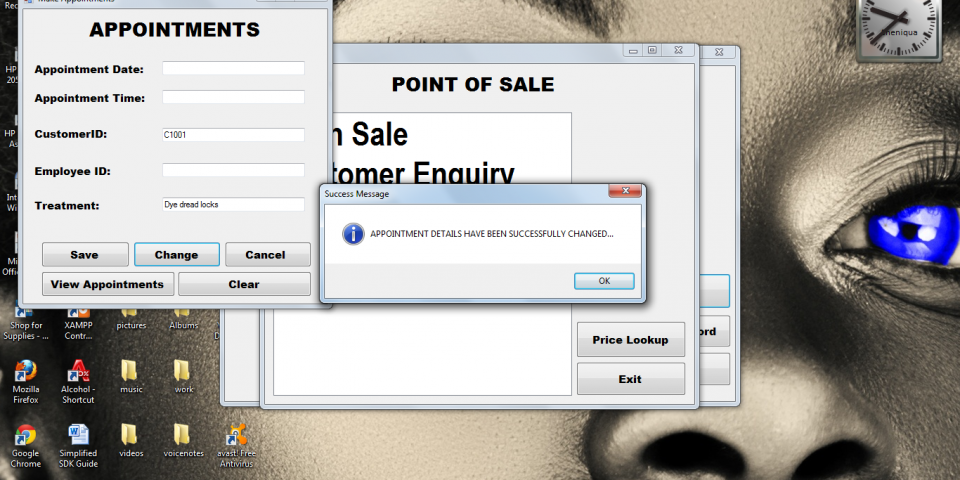 Make Appointments
APPOINTMENTS
Appointment Date:
Appointment Time:
CustomerID:
C1001
Employee ID:
Treatment:
Dye dread locks
Save
Change
Cancel
View Appointments
Clear
POINT OF SALE
n Sale
tomer Enquiry
Success Message
APPOINTMENT DETAILS HAVE BEEN SUCCESSFULLY CHANGED...
OK
Price Lookup
Exit
ord
heniqua
Rec
HP
205
HP
As
Int
Wi
Mi
Offic
Shop for
Supplies - ...
XAMPP
Contr...
pictures
Albums
D
Mozilla
Firefox
Alcohol -
Shortcut
music
work
Google
Chrome
Simplified
SDK Guide
videos
voicenotes
avast! Free
Antivirus